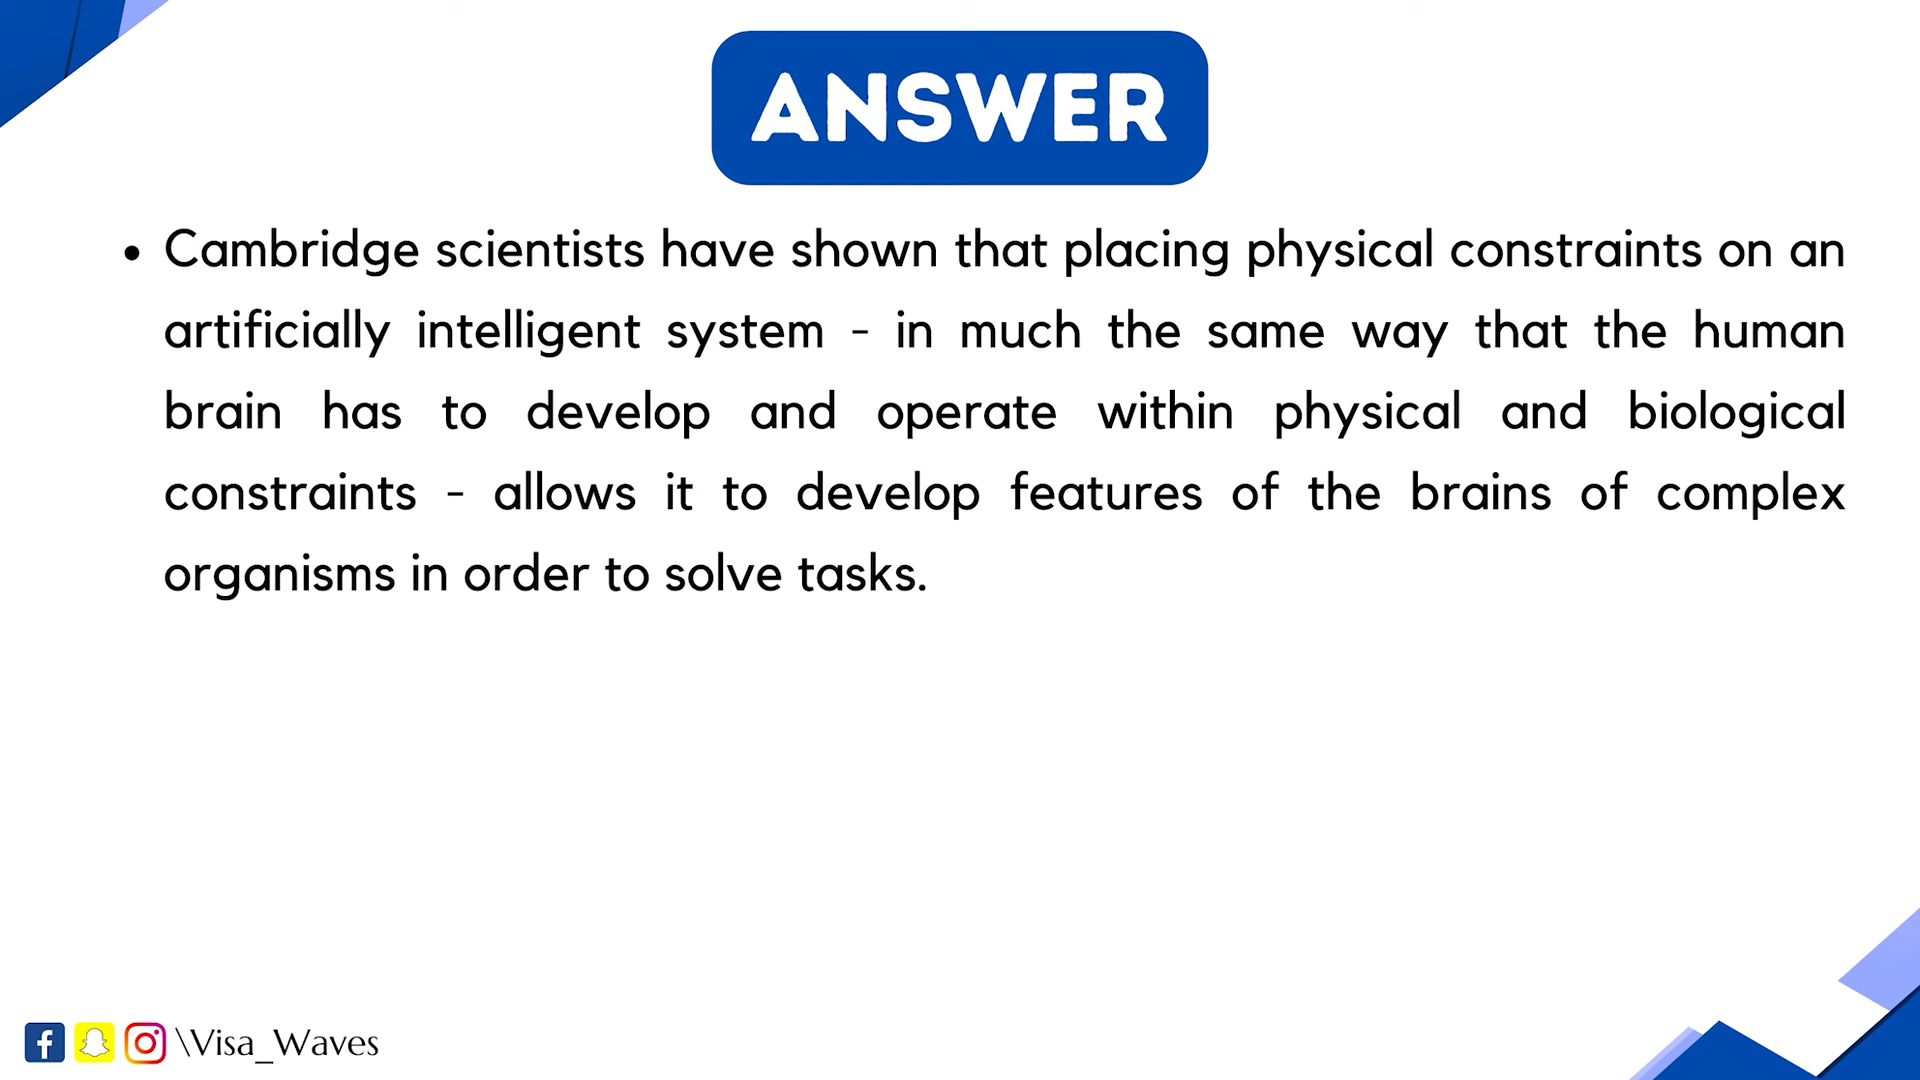 ANSWER
• Cambridge scientists have shown that placing physical constraints on an
artificially intelligent system - in much the same way that the human
brain has to develop and operate within physical and biological
constraints - allows it to develop features of the brains of complex
organisms in order to solve tasks.
\Visa_Waves